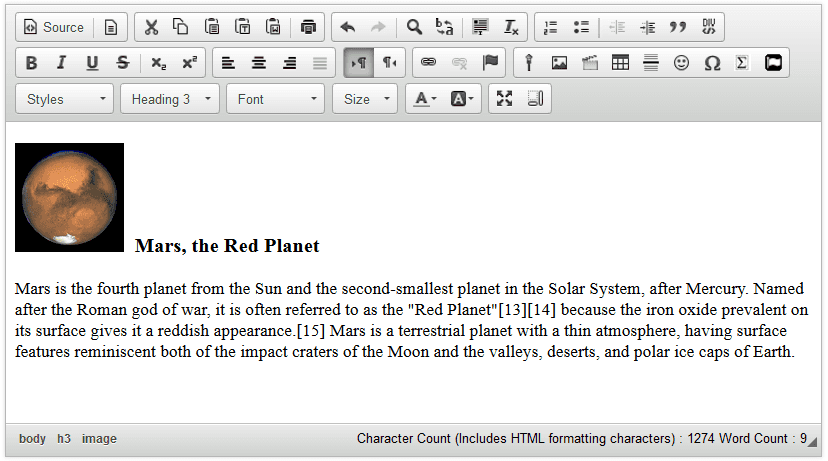 Source
b a
T
DIV
B I U S x₂ x² ¶ ¶ Ω Σ
Styles Heading 3 Font Size A A
Mars, the Red Planet
Mars is the fourth planet from the Sun and the second-smallest planet in the Solar System, after Mercury. Named
after the Roman god of war, it is often referred to as the "Red Planet"[13][14] because the iron oxide prevalent on
its surface gives it a reddish appearance.[15] Mars is a terrestrial planet with a thin atmosphere, having surface
features reminiscent both of the impact craters of the Moon and the valleys, deserts, and polar ice caps of Earth.
body h3 image Character Count (Includes HTML formatting characters) : 1274 Word Count : 9